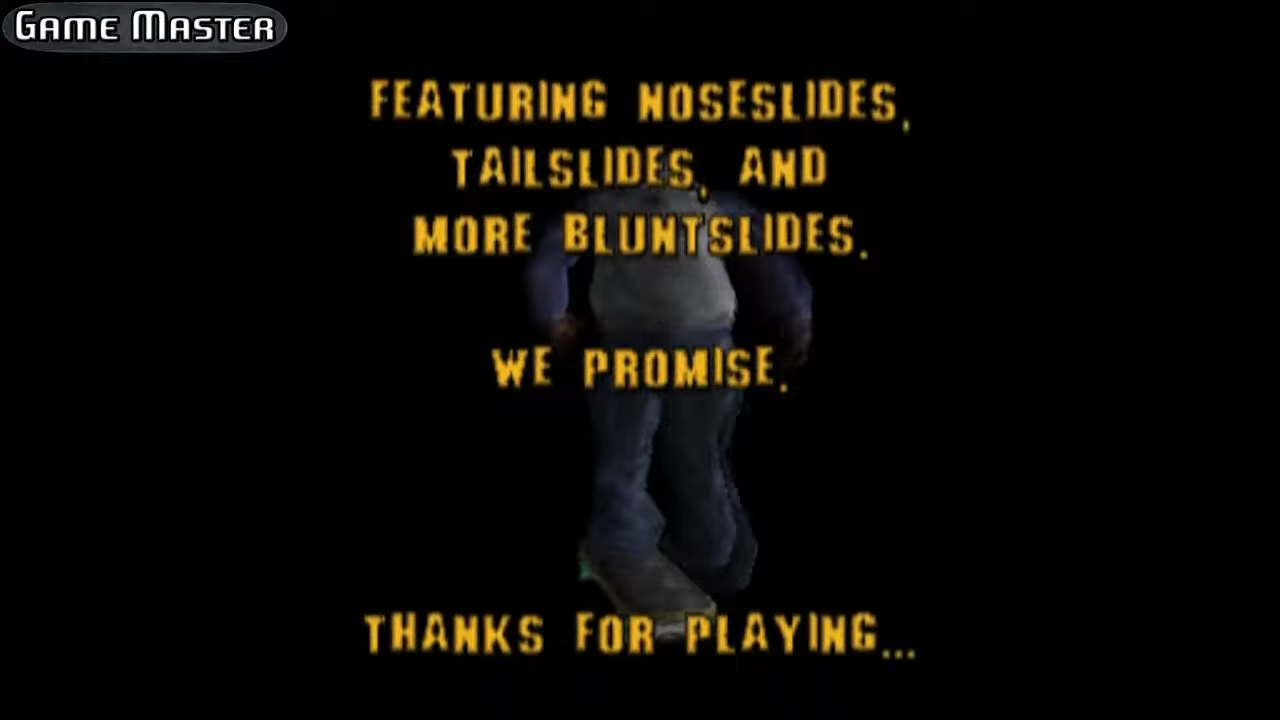 GAME MASTER
FEATURING NOSESLIDES,
TAILSLIDES, AND
MORE BLUNTSLIDES.
WE PROMISE.
THANKS FOR PLAYING...